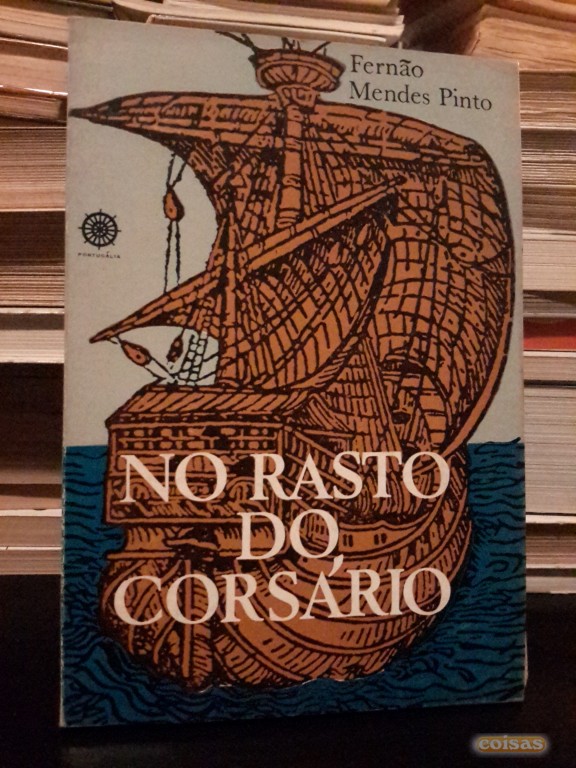 Fernão
Mendes Pinto
PORTUGÁLIA
NO RASTO
DO
CORSÁRIO
coisas